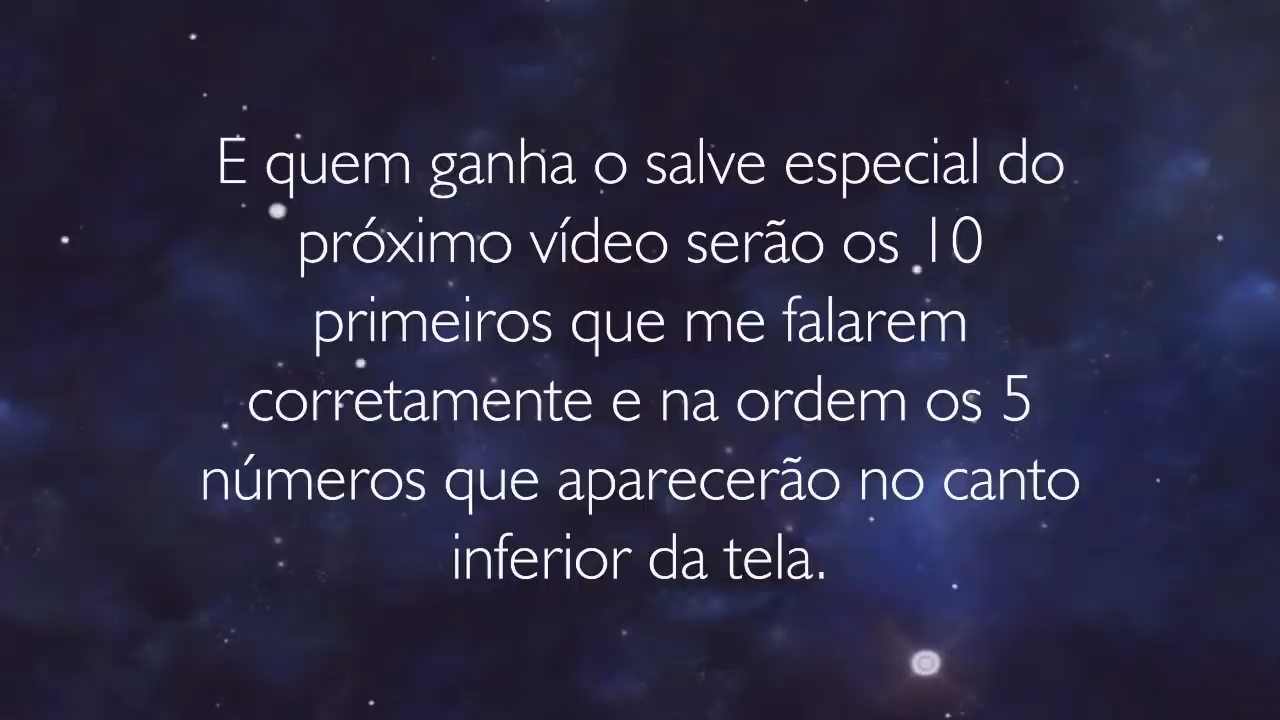 E quem ganha o salve especial do
próximo vídeo serão os 10
primeiros que me falarem
corretamente e na ordem os 5
números que aparecerão no canto
inferior da tela.